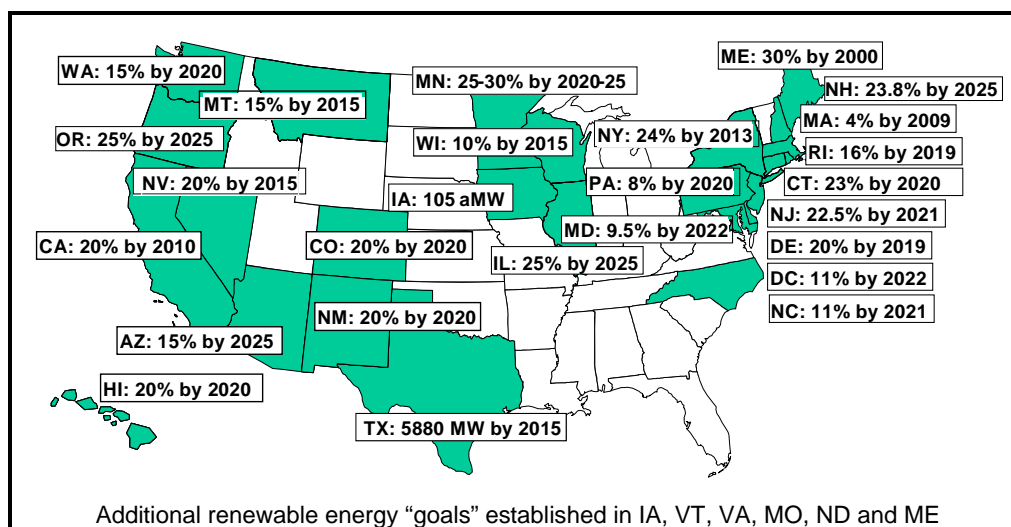 ME: 30% by 2000
WA: 15% by 2020
MN: 25-30% by 2020-25
NH: 23.8% by 2025
MT: 15% by 2015
MA: 4% by 2009
OR: 25% by 2025
WI: 10% by 2015
NY: 24% by 2013
RI: 16% by 2019
NV: 20% by 2015
PA: 8% by 2020
CT: 23% by 2020
IA: 105 aMW
NJ: 22.5% by 2021
MD: 9.5% by 2022
CA: 20% by 2010
CO: 20% by 2020
DE: 20% by 2019
IL: 25% by 2025
DC: 11% by 2022
NM: 20% by 2020
NC: 11% by 2021
AZ: 15% by 2025
HI: 20% by 2020
TX: 5880 MW by 2015
Additional renewable energy “goals” established in IA, VT, VA, MO, ND and ME